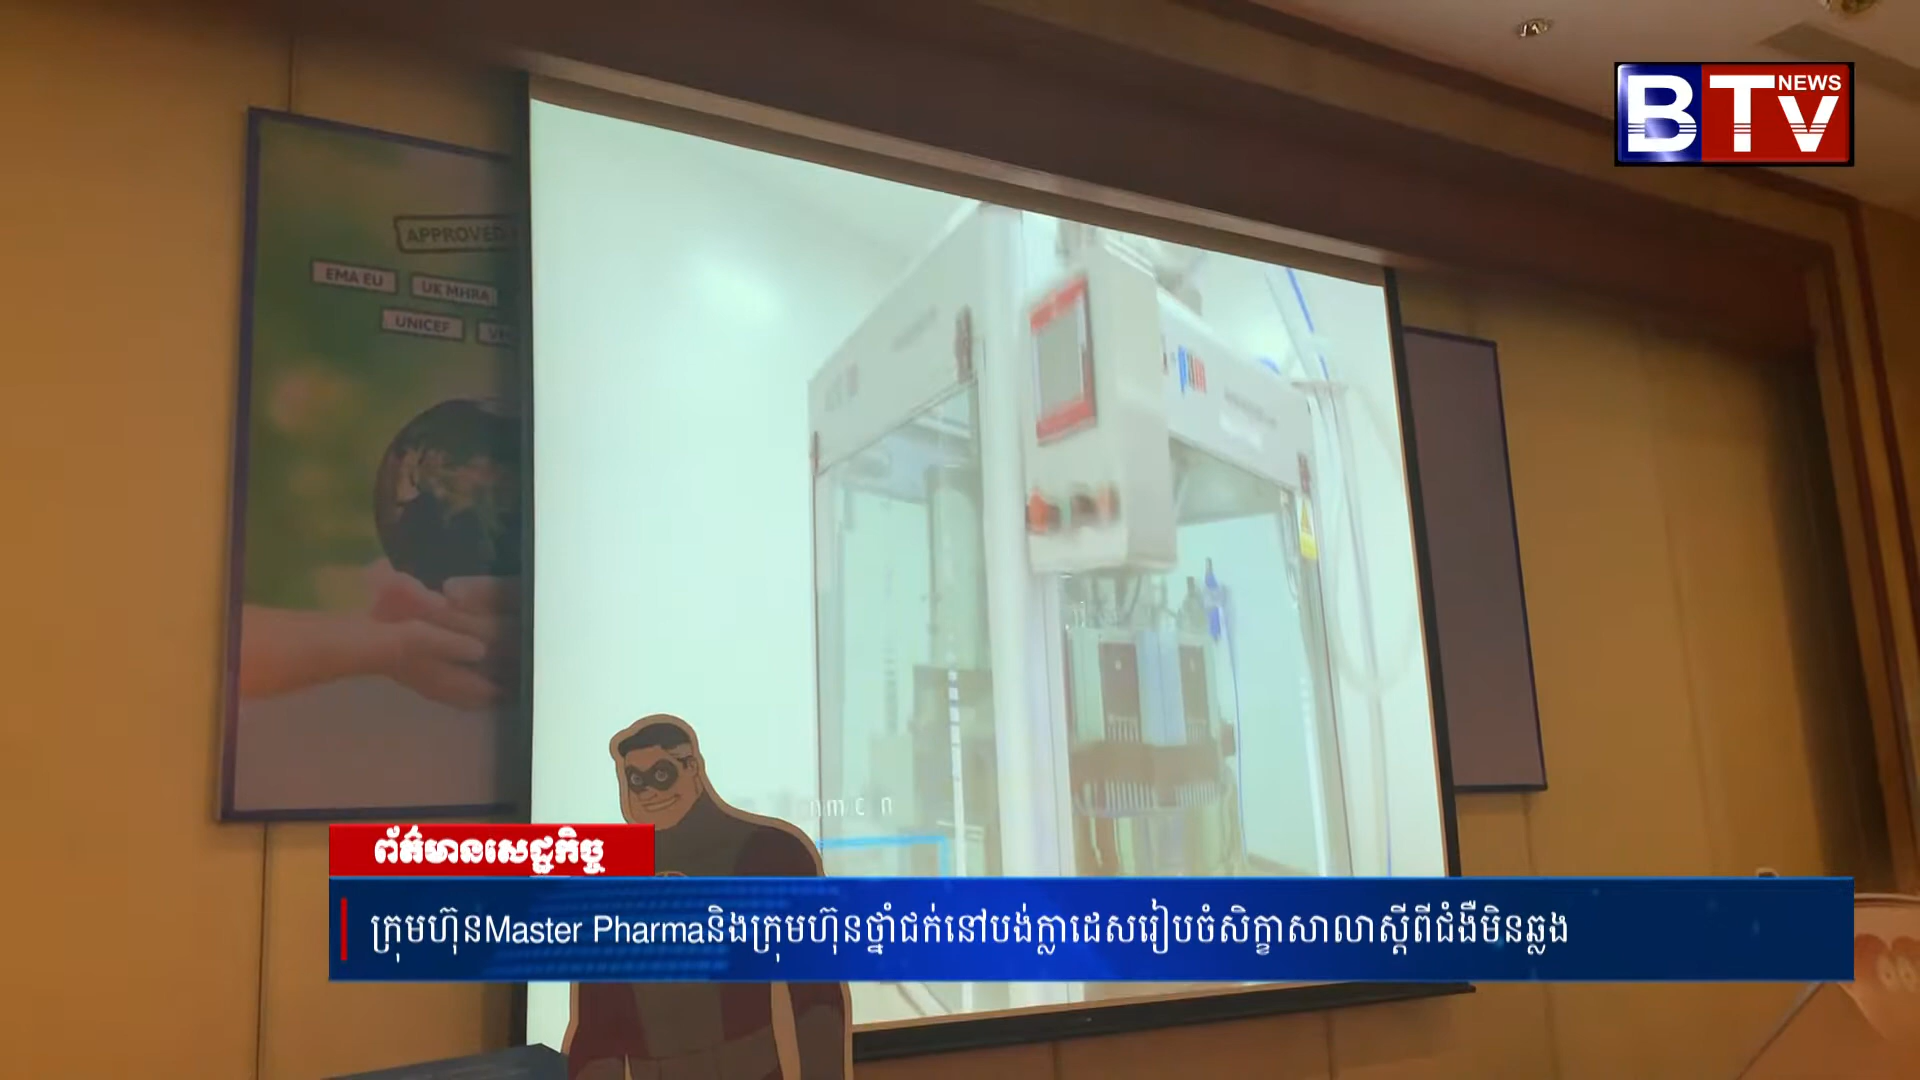 BTV NEWS
APPROVED
EMA EU
UK MHRA
UNICEF
ព័ត៌មានសេដ្ឋកិច្ច
ក្រុមហ៊ុនMaster Pharmaនិងក្រុមហ៊ុនថ្នាំជក់នៅបង់ក្លាដេសរៀបចំសិក្ខាសាលាស្តីពីជំងឺមិនឆ្លង